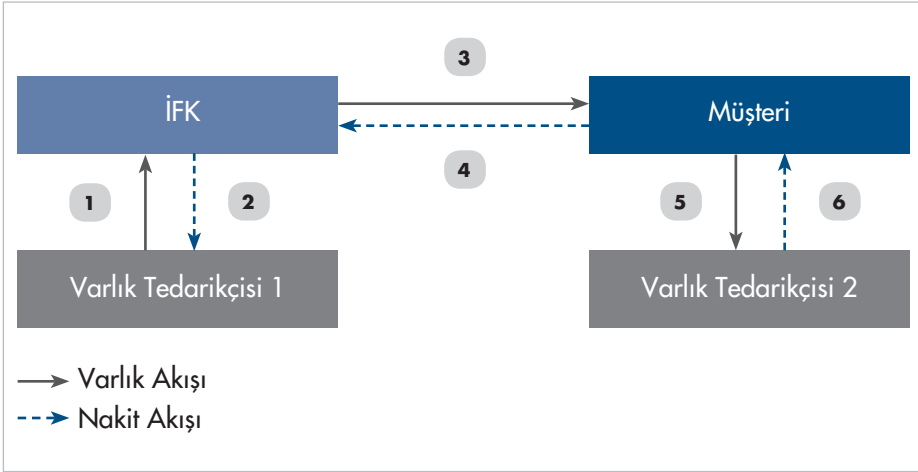 3
İFK
Müşteri
4
1
2
5
6
Varlık Tedarikçisi 1
Varlık Tedarikçisi 2
Varlık Akışı
Nakit Akışı